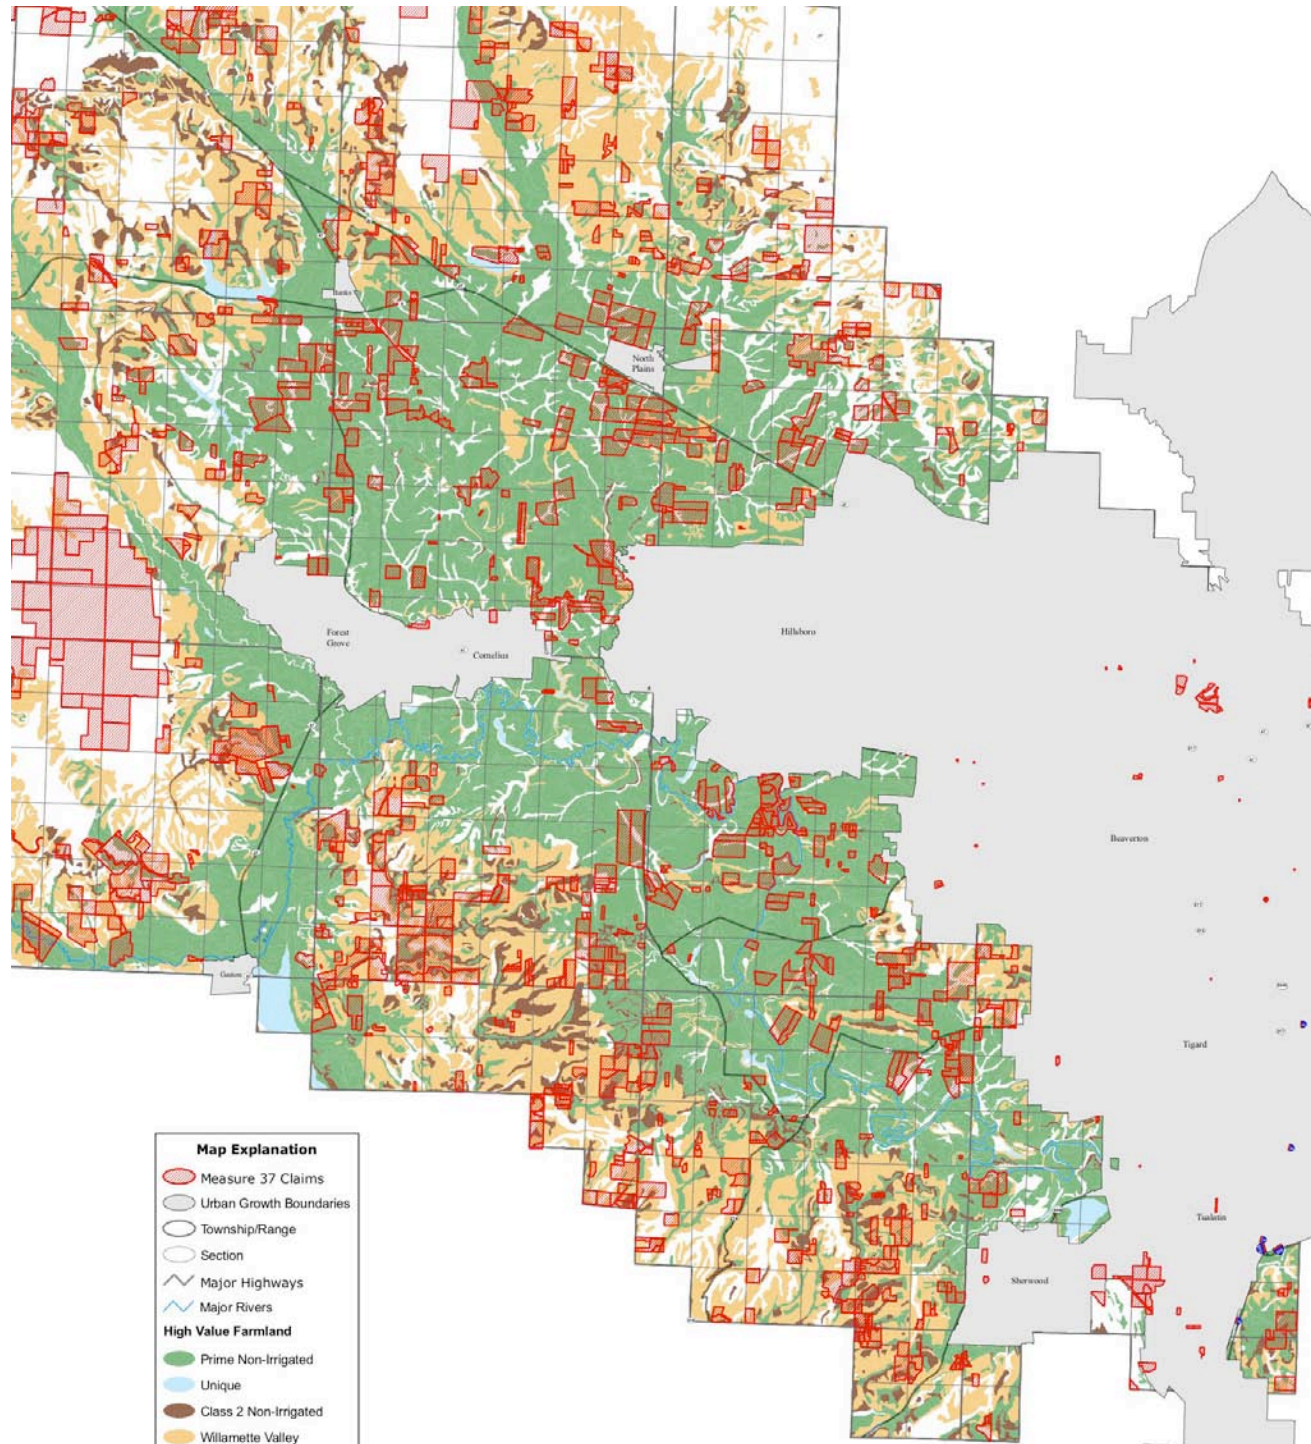 Banks
North
Plains
Forest
Grove
Cornelius
Hillsboro
Beaverton
Gaston
Tigard
Tualatin
Sherwood
Map Explanation
Measure 37 Claims
Urban Growth Boundaries
Township/Range
Section
Major Highways
Major Rivers
High Value Farmland
Prime Non-Irrigated
Unique
Class 2 Non-Irrigated
Willamette Valley